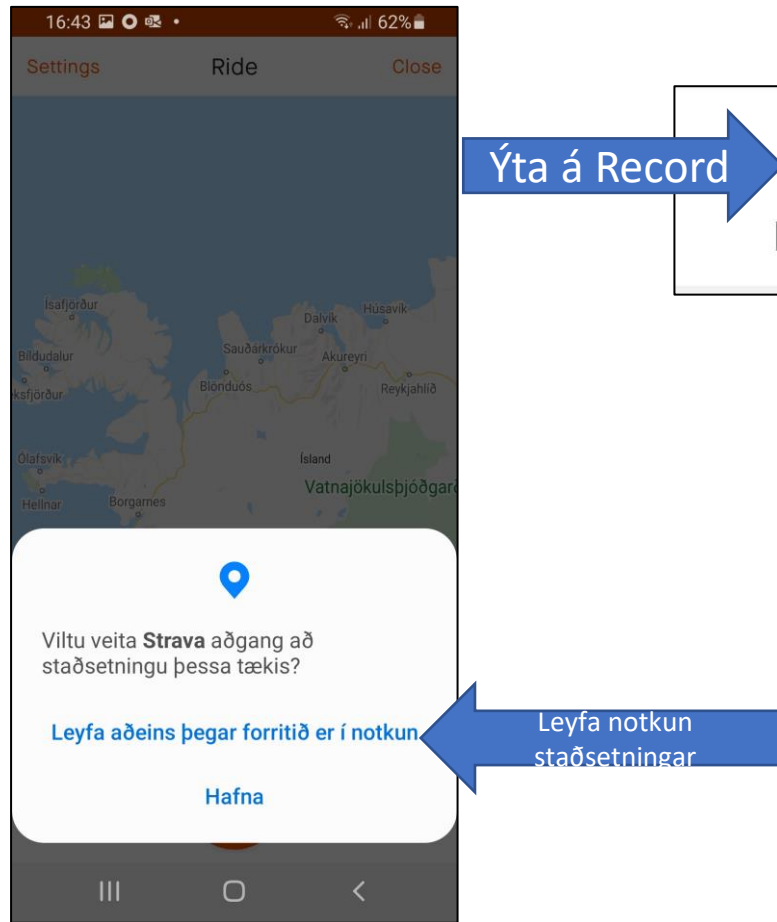 16:43 62%
Settings Ride Close
Ýta á Record
Ísafjörður
Húsavík
Dalvík
Bíldudalur
Sauðárkrókur
Akureyri
Blönduós
Reykjahlíð
ksfjörður
Ólafsvík
Ísland
Vatnajökulsþjóðgarð
Hellnar
Borgarnes
Viltu veita Strava aðgang að
staðsetningu þessa tækis?
Leyfa aðeins þegar forritið er í notkun
Leyfa notkun
staðsetningar
Hafna